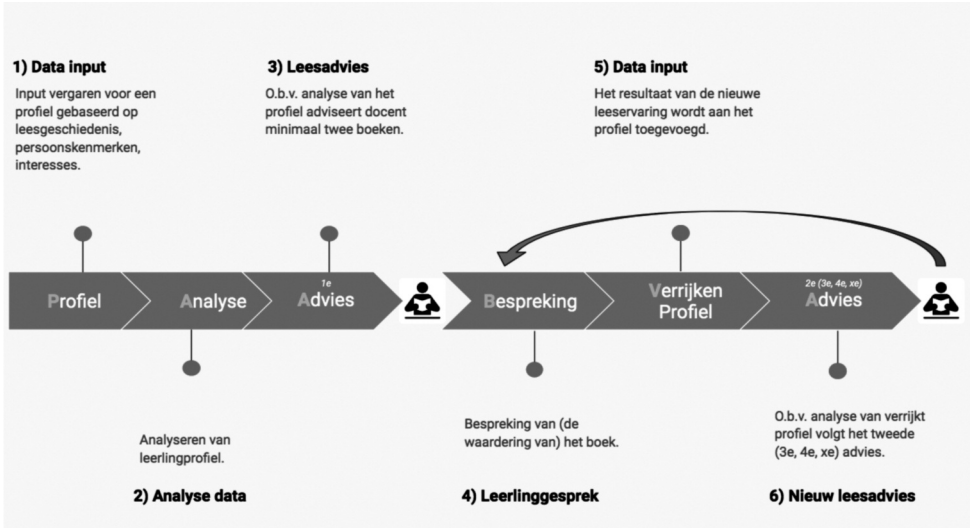 1) Data input
Input vergaren voor een
profiel gebaseerd op
leesgeschiedenis,
persoonskenmerken,
interesses.
3) Leesadvies
O.b.v. analyse van het
profiel adviseert docent
minimaal twee boeken.
5) Data input
Het resultaat van de nieuwe
leeservaring wordt aan het
profiel toegevoegd.
Profiel
Analyse
1e
Advies
Bespreking
Verrijken
Profiel
2e (3e, 4e, xe)
Advies
Analyseren van
leerlingprofiel.
2) Analyse data
Bespreking van (de
waardering van) het boek.
4) Leerlinggesprek
O.b.v. analyse van verrijkt
profiel volgt het tweede
(3e, 4e, xe) advies.
6) Nieuw leesadvies